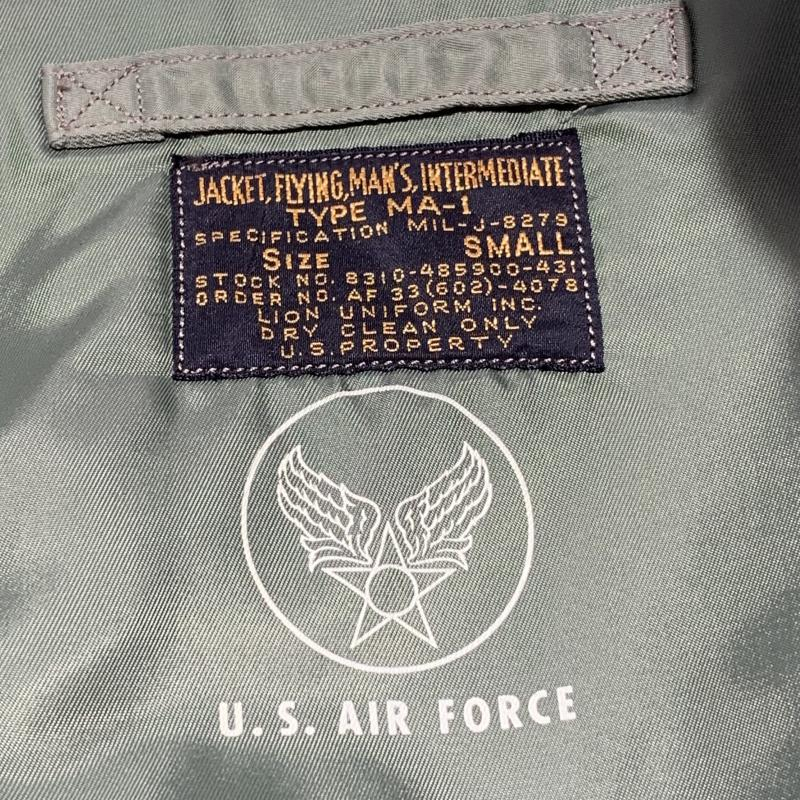 JACKET, FLYING, MAN'S, INTERMEDIATE
TYPE MA-1
SPECIFICATION MIL-J-8279
SIZE SMALL
STOCK NO. 8310-485900-431
ORDER NO. AF 33(602)-4078
LION UNIFORM INC
DRY CLEAN ONLY
U.S. PROPERTY
U.S. AIR FORCE